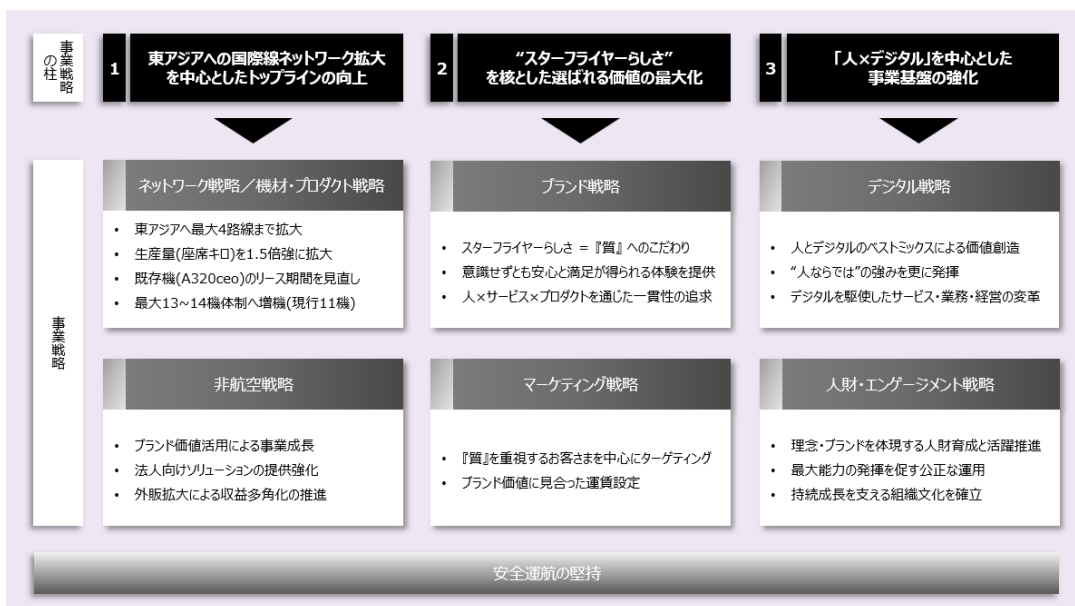 事業戦略
の柱
1
東アジアへの国際線ネットワーク拡大
を中心としたトップラインの向上
2
“スターフライヤーらしさ”
を核とした選ばれる価値の最大化
3
「人×デジタル」を中心とした
事業基盤の強化
事業戦略
ネットワーク戦略／機材・プロダクト戦略
• 東アジアへ最大4路線まで拡大
• 生産量(座席キロ)を1.5倍強に拡大
• 既存機(A320ceo)のリース期間を見直し
• 最大13~14機体制へ増機(現行11機)
ブランド戦略
• スターフライヤーらしさ = 『質』へのこだわり
• 意識せずとも安心と満足が得られる体験を提供
• 人×サービス×プロダクトを通じた一貫性の追求
デジタル戦略
• 人とデジタルのベストミックスによる価値創造
• “人ならでは”の強みを更に発揮
• デジタルを駆使したサービス・業務・経営の変革
非航空戦略
• ブランド価値活用による事業成長
• 法人向けソリューションの提供強化
• 外販拡大による収益多角化の推進
マーケティング戦略
• 『質』を重視するお客さまを中心にターゲティング
• ブランド価値に見合った運賃設定
人財・エンゲージメント戦略
• 理念・ブランドを体現する人財育成と活躍推進
• 最大能力の発揮を促す公正な運用
• 持続成長を支える組織文化を確立
安全運航の堅持